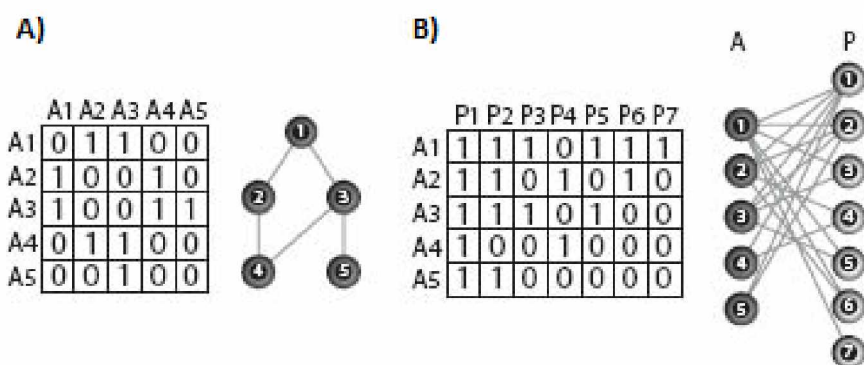 A)
A1 A2 A3 A4 A5
A1 0 1 1 0 0
A2 1 0 0 1 0
A3 1 0 0 1 1
A4 0 1 1 0 0
A5 0 0 1 0 0
1
2 3
4 5
B)
P1 P2 P3 P4 P5 P6 P7
A1 1 1 1 0 1 1 1
A2 1 1 0 1 0 1 0
A3 1 1 1 0 1 0 0
A4 1 0 0 1 0 0 0
A5 1 1 0 0 0 0 0
A P
1
1 2
2 3
3 4
4 5
5 6
7